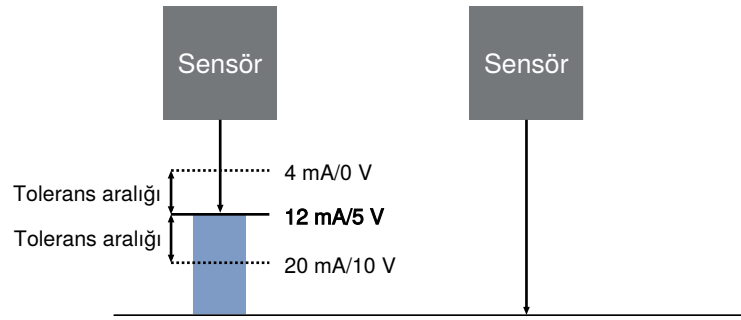 Sensör
Sensör
4 mA/0 V
Tolerans aralığı
12 mA/5 V
Tolerans aralığı
20 mA/10 V